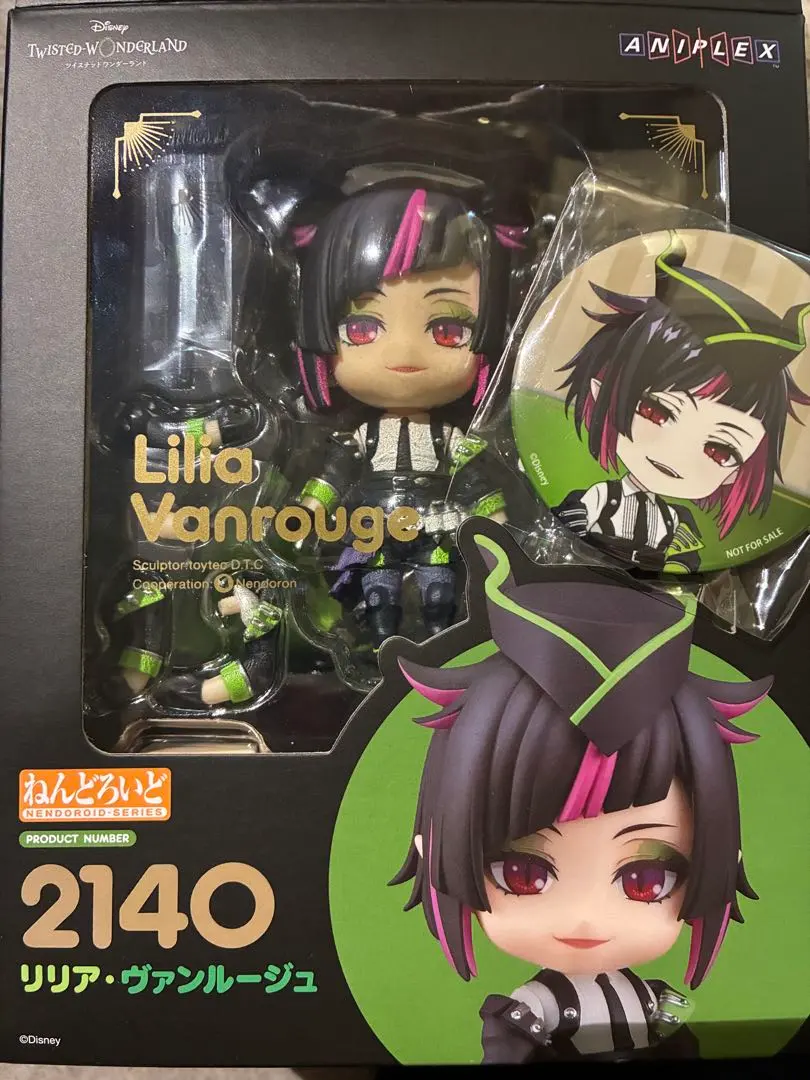 Disney
TWISTED-WONDERLAND
ツイステッドワンダーランド
ANIPLEX
TM
Lilia
Vanrouge
Sculptor:toytec D.T.C
Cooperation: Nendoron
©Disney
NOT FOR SALE
ねんどろいど
NENDOROID-SERIES
PRODUCT NUMBER
2140
リリア・ヴァンルージュ
©Disney